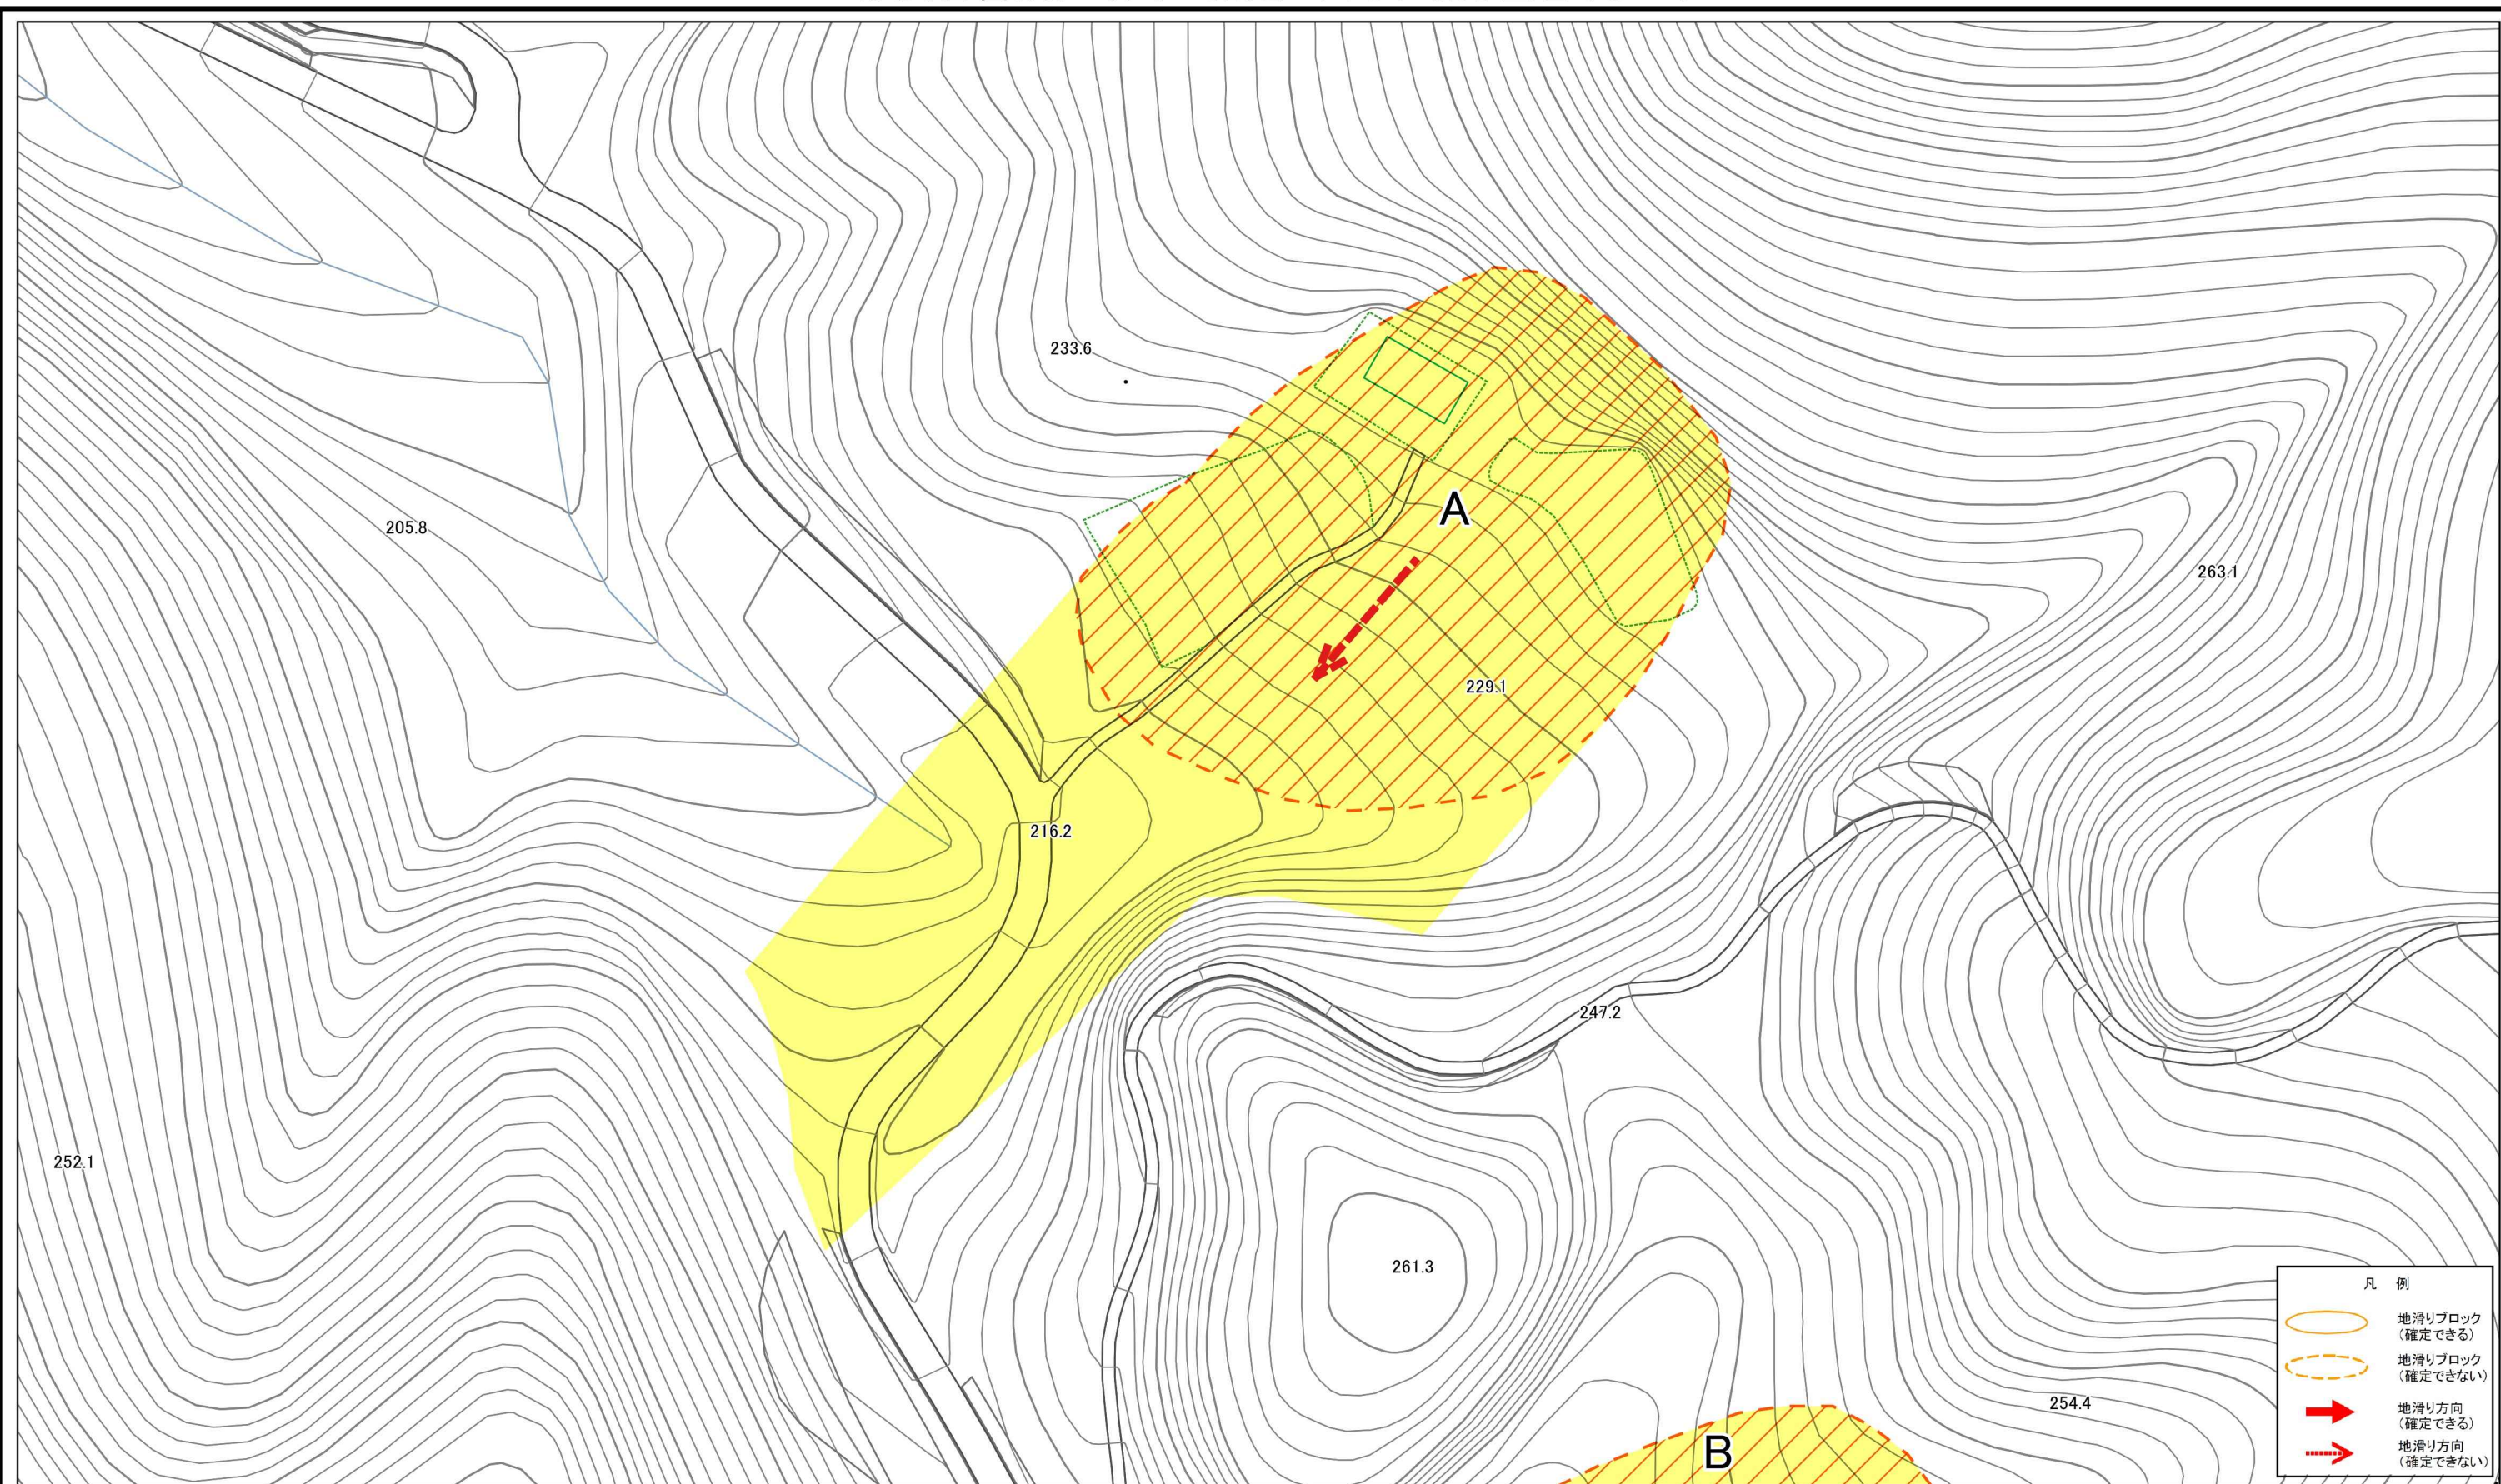 233.6
A
205.8
263.1
229.1
216.2
247.2
252.1
261.3
254.4
B
凡 例
地滑りブロック
(確定できる)
地滑りブロック
(確定できない)
地滑り方向
(確定できる)
地滑り方向
(確定できない)